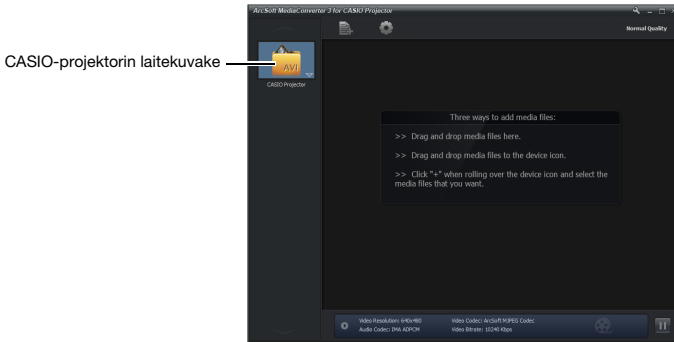 ArcSoft MediaConverter 3 for CASIO Projector
Normal Quality
CASIO-projektorin laitekuvake
AVI
CASIO Projector
Three ways to add media files:
>> Drag and drop media files here.
>> Drag and drop media files to the device icon.
>> Click "+" when rolling over the device icon and select the
media files that you want.
Video Resolution: 640x480
Video Codec: ArcSoft MJPEG Codec
Audio Codec: IMA ADPCM
Video Bitrate: 10240 Kbps